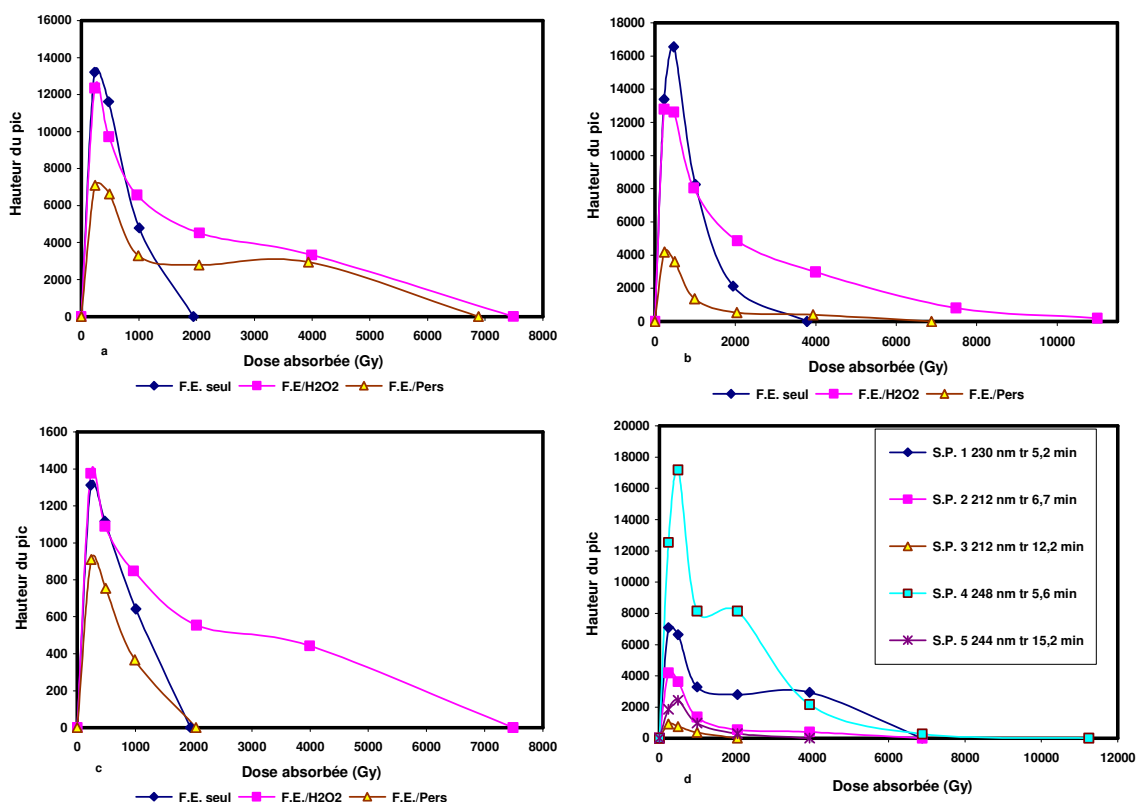 16000
14000
12000
10000
8000
6000
4000
2000
0
Hauteur du pic
0 1000 2000 3000 4000 5000 6000 7000 8000
Dose absorbée (Gy)
a
F.E. seul F.E/H2O2 F.E./Pers
18000
16000
14000
12000
10000
8000
6000
4000
2000
0
Hauteur du pic
0 2000 4000 6000 8000 10000
Dose absorbée (Gy)
b
F.E. seul F.E./H2O2 F.E./Pers
1600
1400
1200
1000
800
600
400
200
0
Hauteur du pic
0 1000 2000 3000 4000 5000 6000 7000 8000
Dose absorbée (Gy)
c
F.E. seul F.E./H2O2 F.E./Pers
20000
18000
16000
14000
12000
10000
8000
6000
4000
2000
0
Hauteur du pic
S.P. 1 230 nm tr 5,2 min
S.P. 2 212 nm tr 6,7 min
S.P. 3 212 nm tr 12,2 min
S.P. 4 248 nm tr 5,6 min
S.P. 5 244 nm tr 15,2 min
0 2000 4000 6000 8000 10000 12000
Dose absorbée (Gy)
d